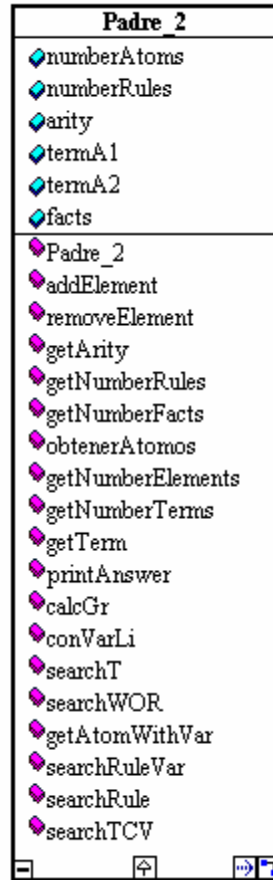 Padre_2
numberAtoms
numberRules
arity
termA1
termA2
facts
Padre_2
addElement
removeElement
getArity
getNumberRules
getNumberFacts
obtenerAtomos
getNumberElements
getNumberTerms
getTerm
printAnswer
calcGr
conVarLi
searchT
searchWOR
getAtomWithVar
searchRuleVar
searchRule
searchTCV